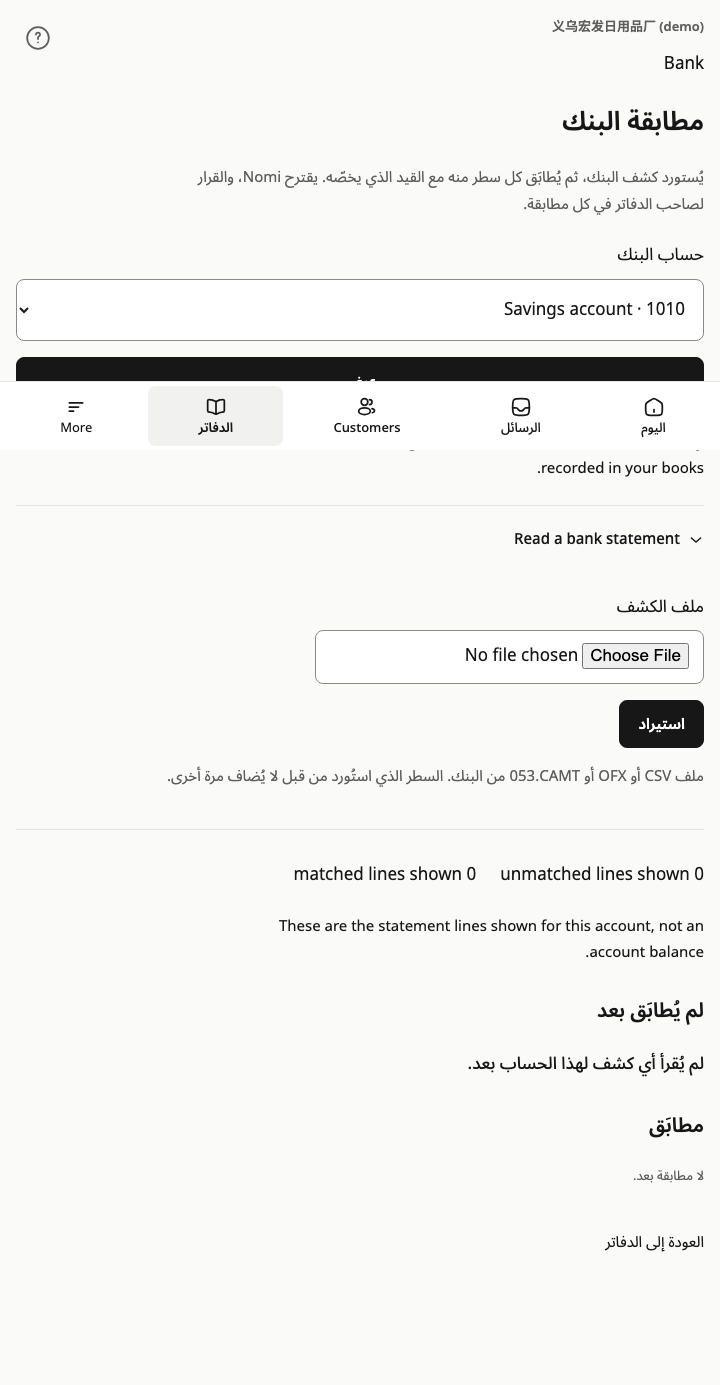 义乌宏发日用品厂 (demo)
Bank
مطابقة البنك
يُستورد كشف البنك، ثم يُطابَق كل سطر منه مع القيد الذي يخصّه. يقترح Nomi، والقرار
لصاحب الدفاتر في كل مطابقة.
حساب البنك
Savings account · 1010
اليوم
الرسائل
Customers
الدفاتر
More
recorded in your books.
Read a bank statement
ملف الكشف
Choose File No file chosen
استيراد
ملف CSV أو OFX أو CAMT.053 من البنك. السطر الذي استُورد من قبل لا يُضاف مرة أخرى.
0 unmatched lines shown
0 matched lines shown
These are the statement lines shown for this account, not an
account balance.
لم يُطابَق بعد
لم يُقرأ أي كشف لهذا الحساب بعد.
مطابَق
لا مطابقة بعد.
العودة إلى الدفاتر